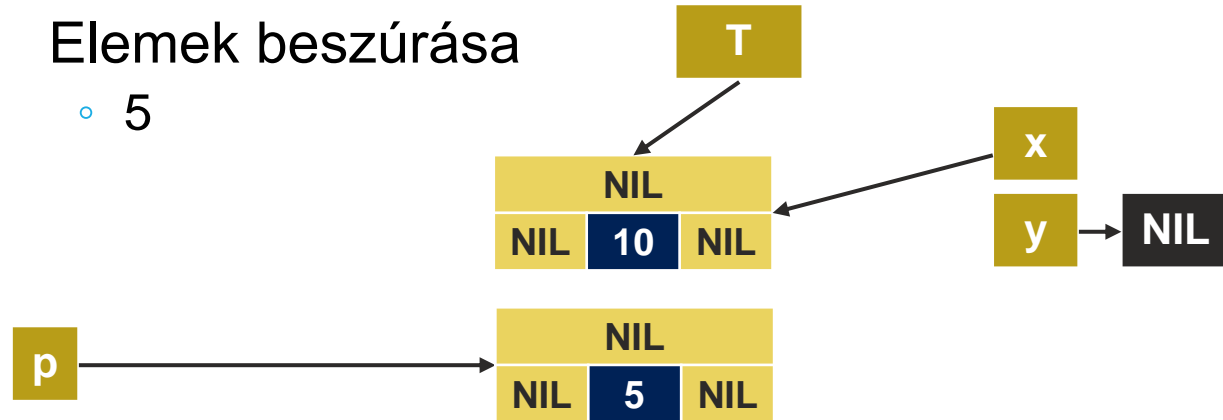 Elemek beszúrása
◦ 5
T
x
y
NIL
NIL
NIL 10 NIL
p
NIL
NIL 5 NIL